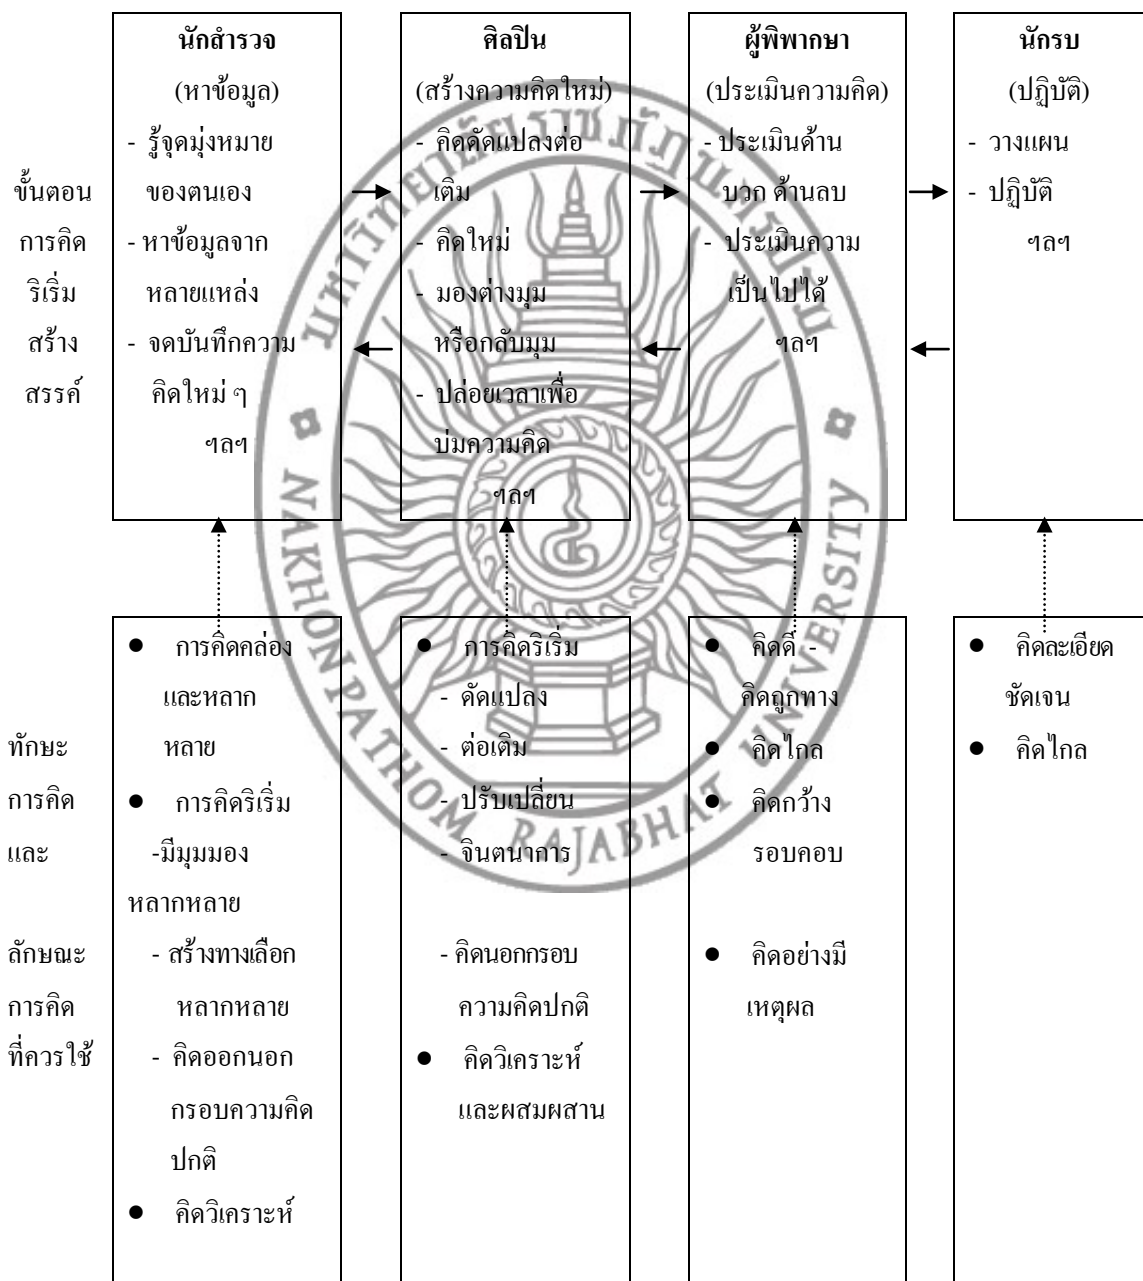 นักสำรวจ
(หาข้อมูล)
- รู้จุดมุ่งหมาย
ของตนเอง
- หาข้อมูลจาก
หลายแหล่ง
- จดบันทึกความ
คิดใหม่ ๆ
ฯลฯ
ศิลปิน
(สร้างความคิดใหม่)
- คิดดัดแปลงต่อ
เติม
- คิดใหม่
- มองต่างมุม
หรือกลับมุม
- ปล่อยเวลาเพื่อ
บ่มความคิด
ฯลฯ
ผู้พิพากษา
(ประเมินความคิด)
- ประเมินด้าน
บวก ด้านลบ
- ประเมินความ
เป็นไปได้
ฯลฯ
นักรบ
(ปฏิบัติ)
- วางแผน
- ปฏิบัติ
ฯลฯ
ขั้นตอน
การคิด
ริเริ่ม
สร้าง
สรรค์
ทักษะ
การคิด
และ
ลักษณะ
การคิด
ที่ควรใช้
● การคิดคล่อง
และหลาก
หลาย
● การคิดริเริ่ม
-มีมุมมอง
หลากหลาย
- สร้างทางเลือก
หลากหลาย
- คิดออกนอก
กรอบความคิด
ปกติ
● คิดวิเคราะห์
● การคิดริเริ่ม
- ดัดแปลง
- ต่อเติม
- ปรับเปลี่ยน
- จินตนาการ
- คิดนอกกรอบ
ความคิดปกติ
● คิดวิเคราะห์
และผสมผสาน
● คิดดี -
คิดถูกทาง
● คิดไกล
● คิดกว้าง
รอบคอบ
● คิดอย่างมี
เหตุผล
● คิดละเอียด
ชัดเจน
● คิดไกล
มหาวิทยาลัยราชภัฏนครปฐม
NAKHON PATHOM RAJABHAT UNIVERSITY